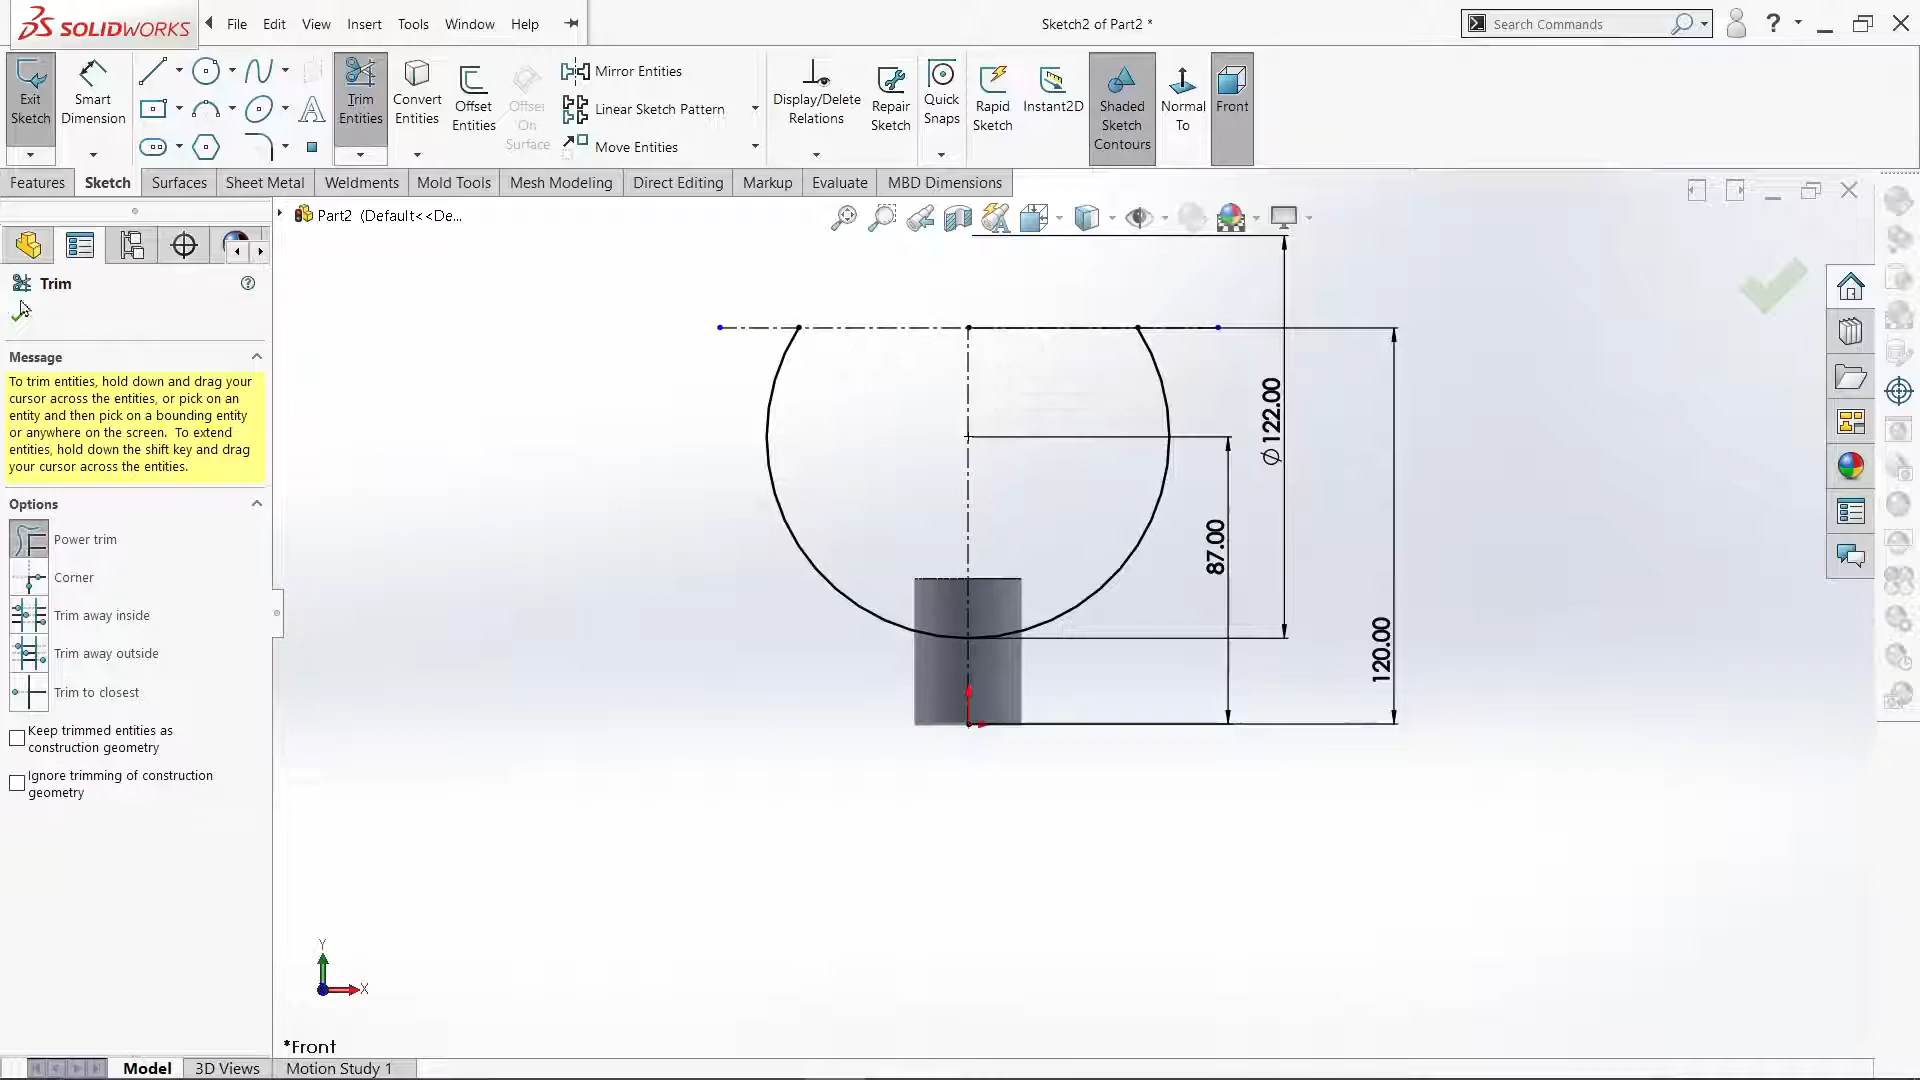 SOLIDWORKS
File Edit View Insert Tools Window Help
Sketch2 of Part2 *
Search Commands
?
Exit Sketch
Smart Dimension
Trim Entities
Convert Entities
Offset Entities
Offset On Surface
Mirror Entities
Linear Sketch Pattern
Move Entities
Display/Delete Relations
Repair Sketch
Quick Snaps
Rapid Sketch
Instant2D
Shaded Sketch Contours
Normal To
Front
Features Sketch Surfaces Sheet Metal Weldments Mold Tools Mesh Modeling Direct Editing Markup Evaluate MBD Dimensions
Part2 (Default<<De...
Trim
?
Message
To trim entities, hold down and drag your
cursor across the entities, or pick on an
entity and then pick on a bounding entity
or anywhere on the screen. To extend
entities, hold down the shift key and drag
your cursor across the entities.
Options
Power trim
Corner
Trim away inside
Trim away outside
Trim to closest
Keep trimmed entities as
construction geometry
Ignore trimming of construction
geometry
∅122.00
87.00
120.00
Y
X
*Front
Model 3D Views Motion Study 1